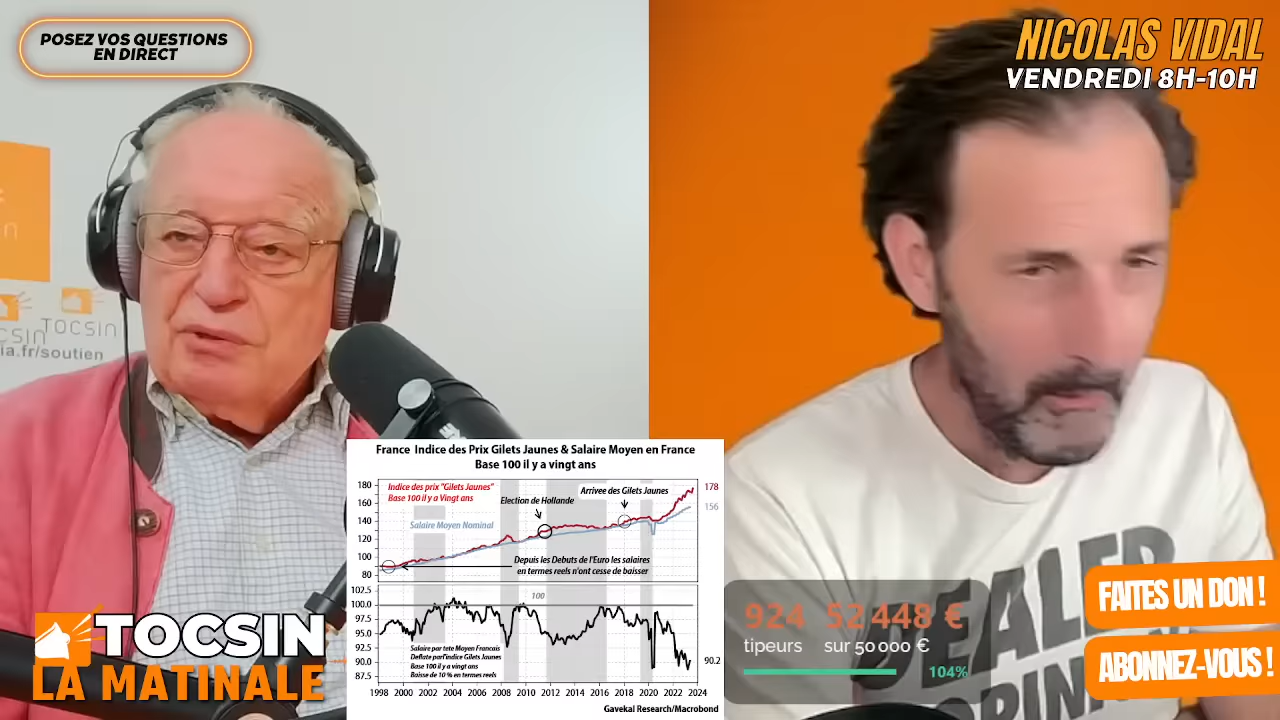 POSEZ VOS QUESTIONS
EN DIRECT
NICOLAS VIDAL
VENDREDI 8H-10H
TOCSIN
ia.fr/soutien
France Indice des Prix Gilets Jaunes & Salaire Moyen en France
Base 100 il y a vingt ans
180
160
140
120
100
80
Indice des prix "Gilets Jaunes"
Base 100 il y a Vingt ans
Salaire Moyen Nominal
Election de Hollande
Arrivee des Gilets Jaunes
178
156
Depuis les Debuts de l'Euro les salaires
en termes reels n'ont cesse de baisser
102.5
100.0
97.5
95.0
92.5
90.0
87.5
100
Salaire par tete Moyen Francais
Deflate par l'indice Gilets Jaunes
Base 100 il y a vingt ans
Baisse de 10 % en termes reels
90.2
1998 2000 2002 2004 2006 2008 2010 2012 2014 2016 2018 2020 2022 2024
Gavekal Research/Macrobond
TOCSIN
LA MATINALE
924 52 448 €
tipeurs sur 50 000 €
104%
DEALER
FAITES UN DON !
ABONNEZ-VOUS !